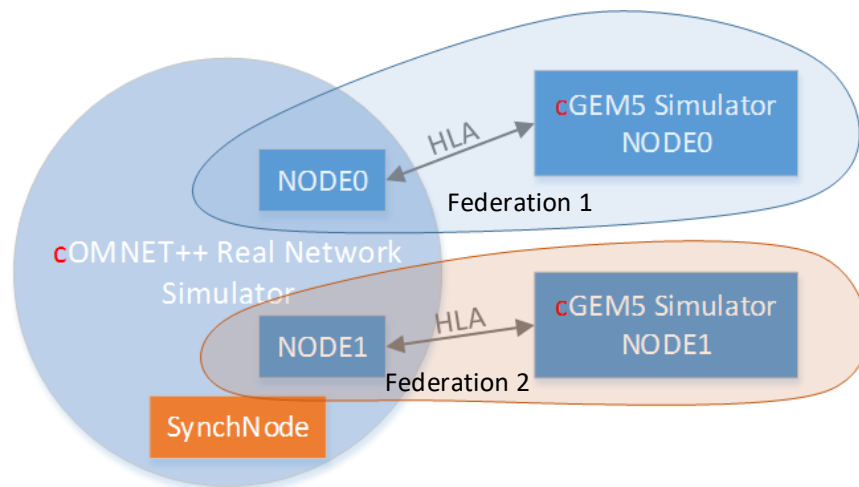 cGEM5 Simulator
NODE0
HLA
NODE0
Federation 1
cOMNET++ Real Network
Simulator
cGEM5 Simulator
NODE1
HLA
NODE1
Federation 2
SynchNode